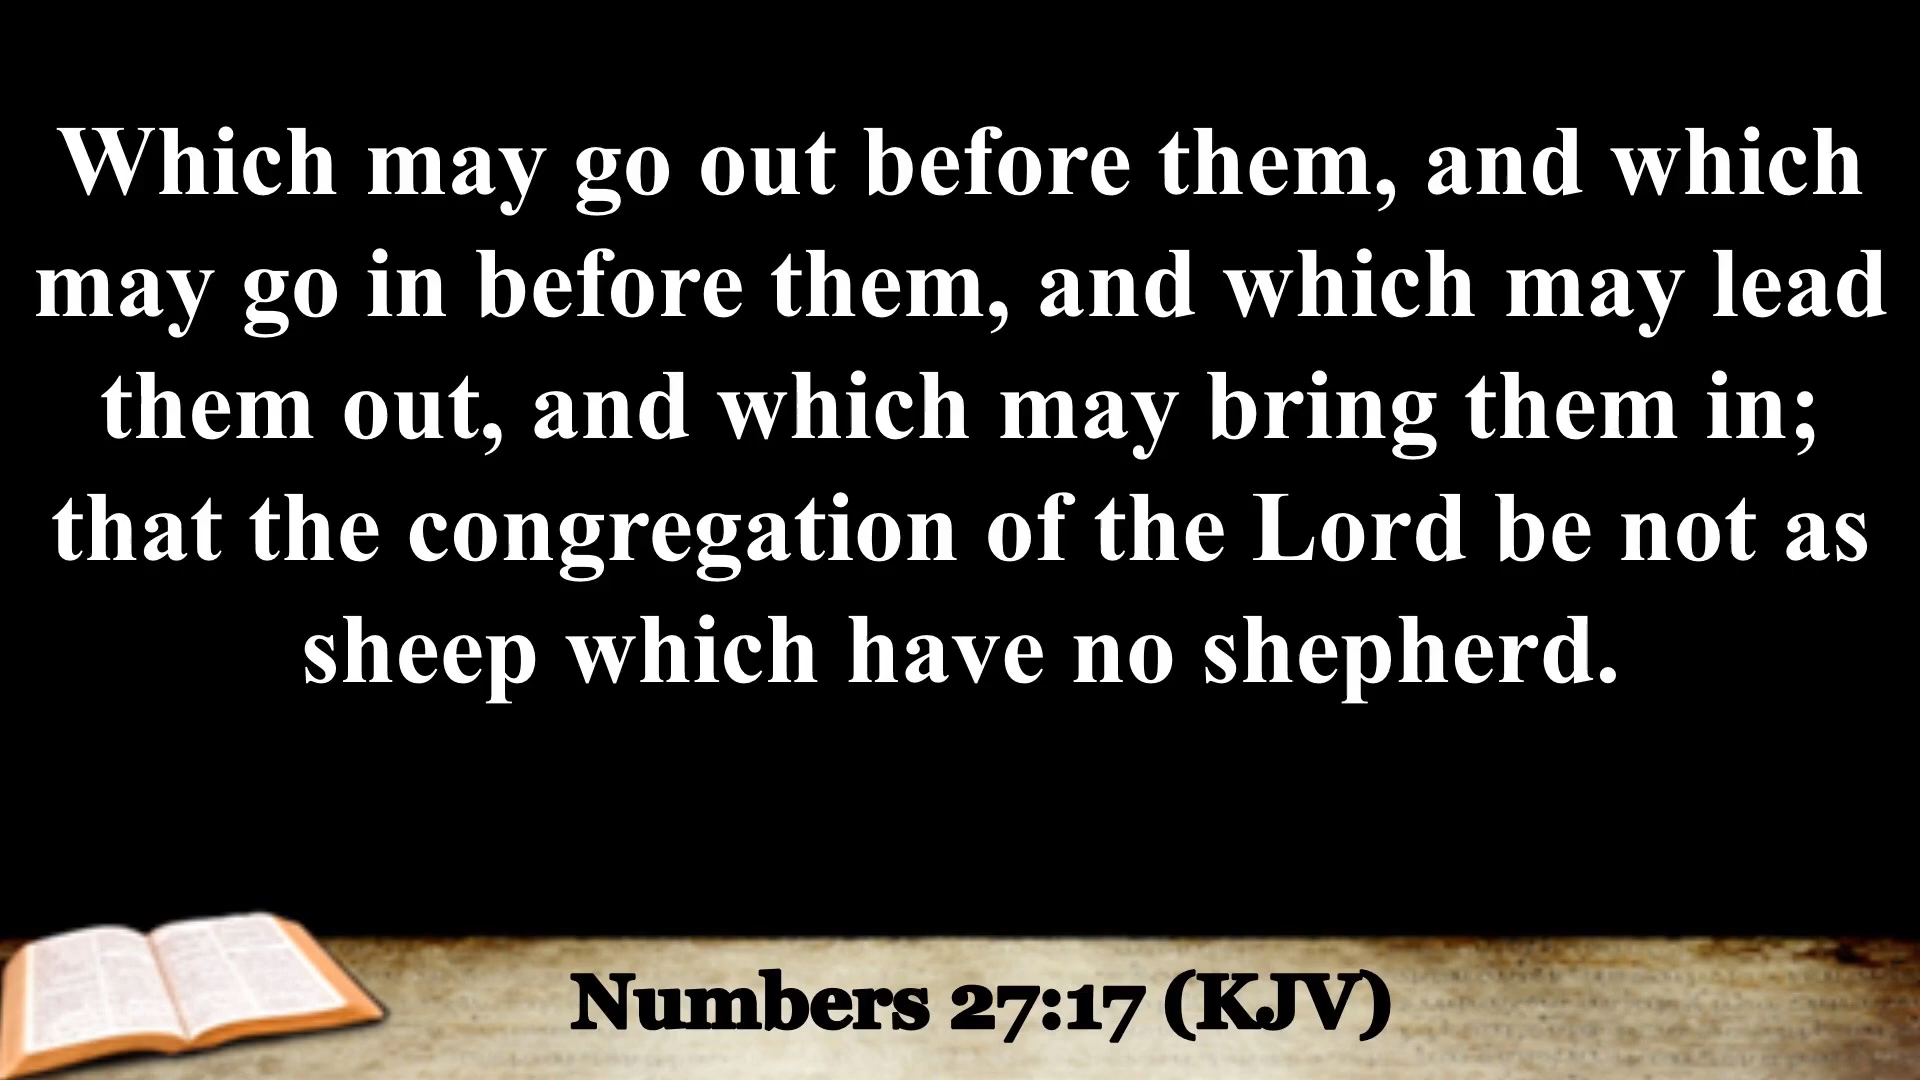 Which may go out before them, and which
may go in before them, and which may lead
them out, and which may bring them in;
that the congregation of the Lord be not as
sheep which have no shepherd.
Numbers 27:17 (KJV)